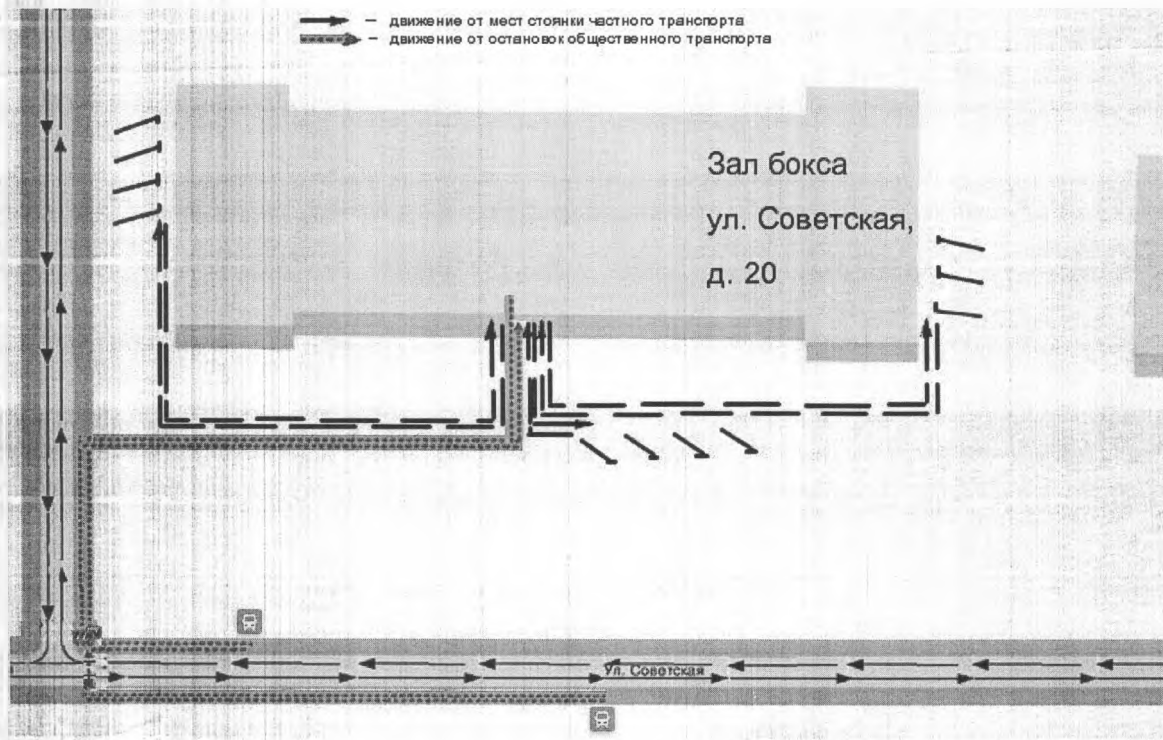 – движение от мест стоянки частного транспорта
– движение от остановок общественного транспорта
Зал бокса
ул. Советская,
д. 20
Ул. Советская